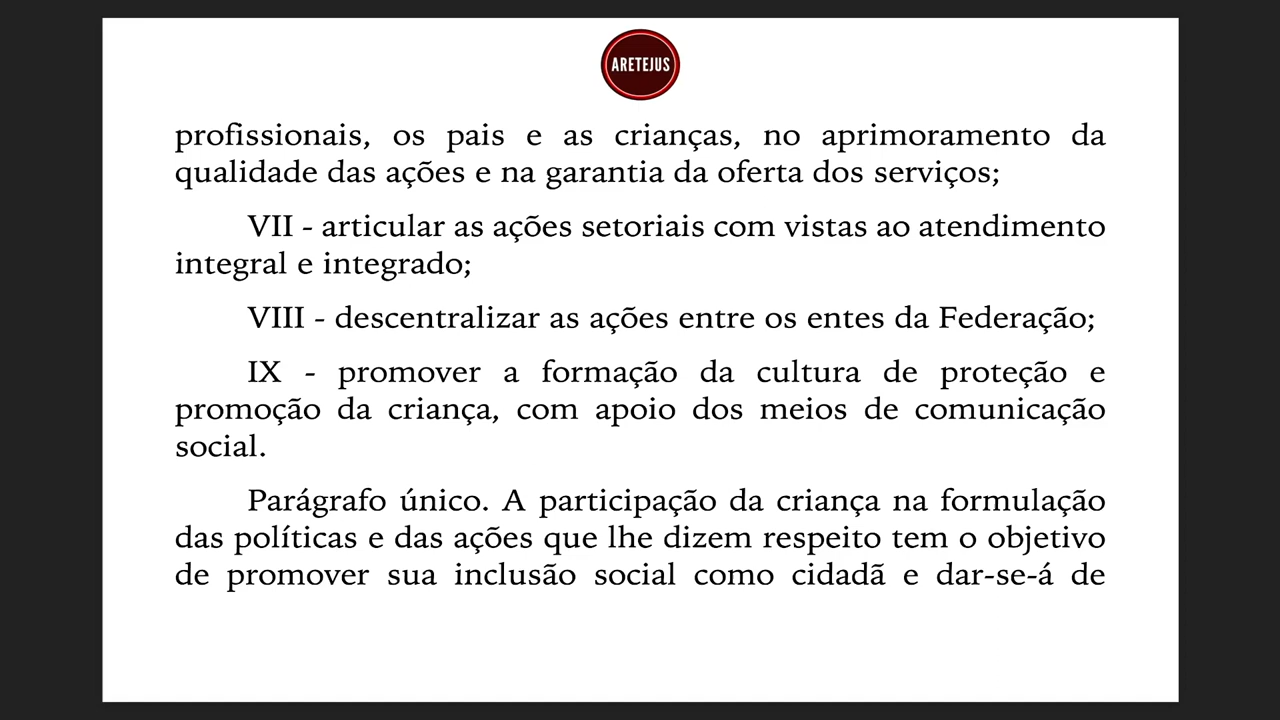 ARETEJUS
profissionais, os pais e as crianças, no aprimoramento da
qualidade das ações e na garantia da oferta dos serviços;
VII - articular as ações setoriais com vistas ao atendimento
integral e integrado;
VIII - descentralizar as ações entre os entes da Federação;
IX - promover a formação da cultura de proteção e
promoção da criança, com apoio dos meios de comunicação
social.
Parágrafo único. A participação da criança na formulação
das políticas e das ações que lhe dizem respeito tem o objetivo
de promover sua inclusão social como cidadã e dar-se-á de